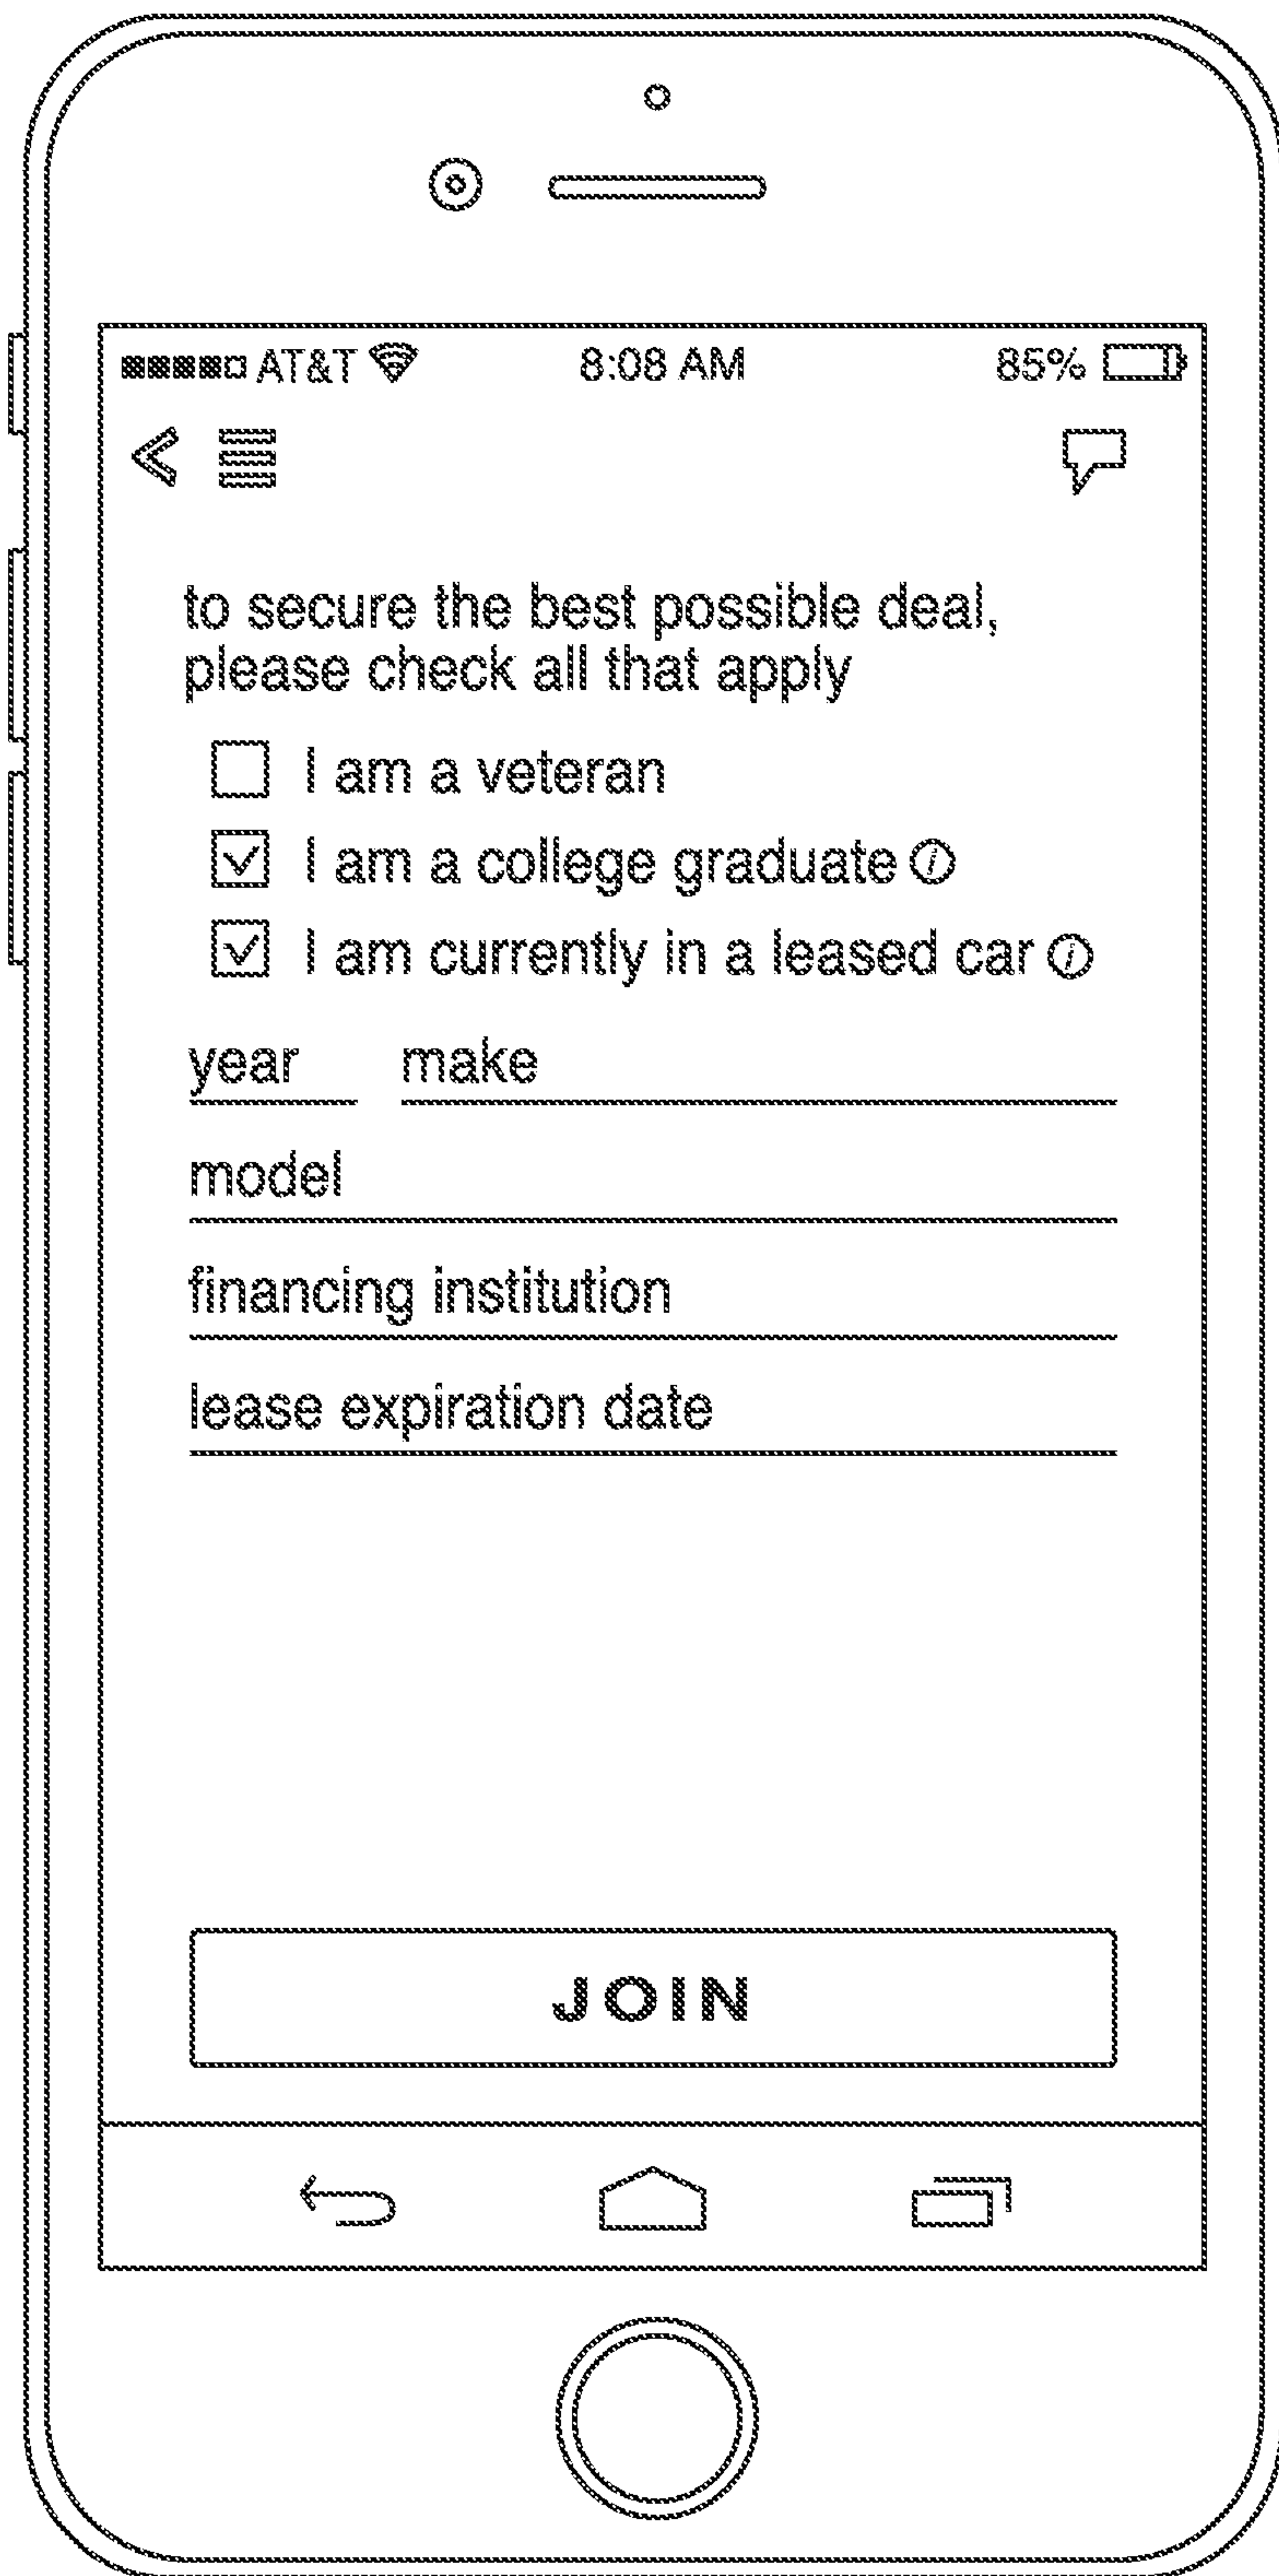 AT&T 8:08 AM 85%
to secure the best possible deal,
please check all that apply
I am a veteran
I am a college graduate i
I am currently in a leased car i
year make
model
financing institution
lease expiration date
JOIN